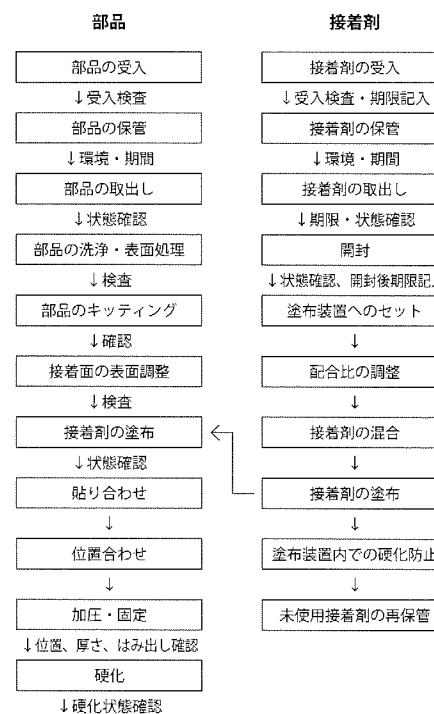 部品
部品の受入
↓受入検査
部品の保管
↓環境・期間
部品の取出し
↓状態確認
部品の洗浄・表面処理
↓検査
部品のキッティング
↓確認
接着面の表面調整
↓検査
接着剤の塗布
↓状態確認
貼り合わせ
↓
位置合わせ
↓
加圧・固定
↓位置、厚さ、はみ出し確認
硬化
↓硬化状態確認
接着剤
接着剤の受入
↓受入検査・期限記入
接着剤の保管
↓環境・期間
接着剤の取出し
↓期限・状態確認
開封
↓状態確認、開封後期限記入
塗布装置へのセット
↓
配合比の調整
↓
接着剤の混合
↓
接着剤の塗布
↓
塗布装置内での硬化防止
↓
未使用接着剤の再保管